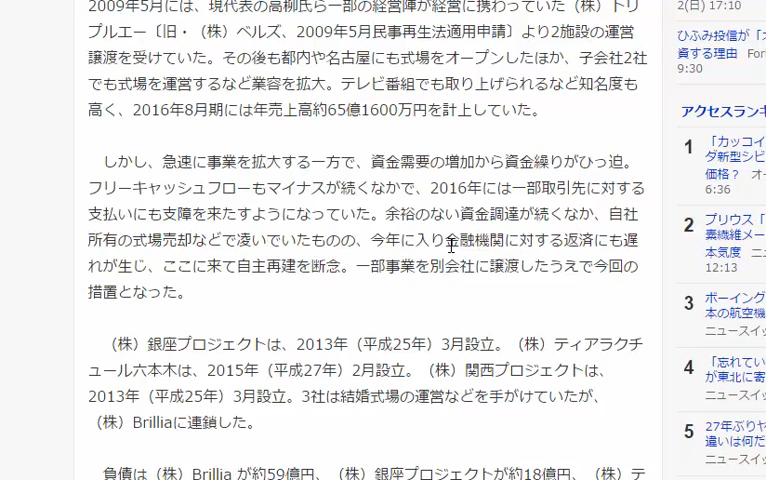 2009年5月には、現代表の高柳氏ら一部の経営陣が経営に携わっていた（株）トリ
プルエー〔旧・（株）ベルズ、2009年5月民事再生法適用申請〕より2施設の運営
譲渡を受けていた。その後も都内や名古屋にも式場をオープンしたほか、子会社2社
でも式場を運営するなど業容を拡大。テレビ番組でも取り上げられるなど知名度も
高く、2016年8月期には年売上高約65億1600万円を計上していた。
しかし、急速に事業を拡大する一方で、資金需要の増加から資金繰りがひっ迫。
フリーキャッシュフローもマイナスが続くなかで、2016年には一部取引先に対する
支払いにも支障を来たすようになっていた。余裕のない資金調達が続くなか、自社
所有の式場売却などで凌いでいたものの、今年に入り金融機関に対する返済にも遅
れが生じ、ここに来て自主再建を断念。一部事業を別会社に譲渡したうえで今回の
措置となった。
（株）銀座プロジェクトは、2013年（平成25年）3月設立。（株）ティアラクチ
ュール六本木は、2015年（平成27年）2月設立。（株）関西プロジェクトは、
2013年（平成25年）3月設立。3社は結婚式場の運営などを手がけていたが、
（株）Brilliaに連鎖した。
負債は（株）Brillia が約59億円、（株）銀座プロジェクトが約18億円、（株）テ
2(日) 17:10
ひふみ投信が「
資する理由 For
9:30
アクセスランキ
1
「カッコイ
ダ新型シビ
価格？ オー
6:36
2
プリウス「
素繊維メー
本気度 ニュ
12:13
3
ボーイング
本の航空機
ニュースイッ
4
「忘れてい
が東北に寄
ニュースイッ
5
27年ぶりヤ
違いは何だ
ニュースイッ